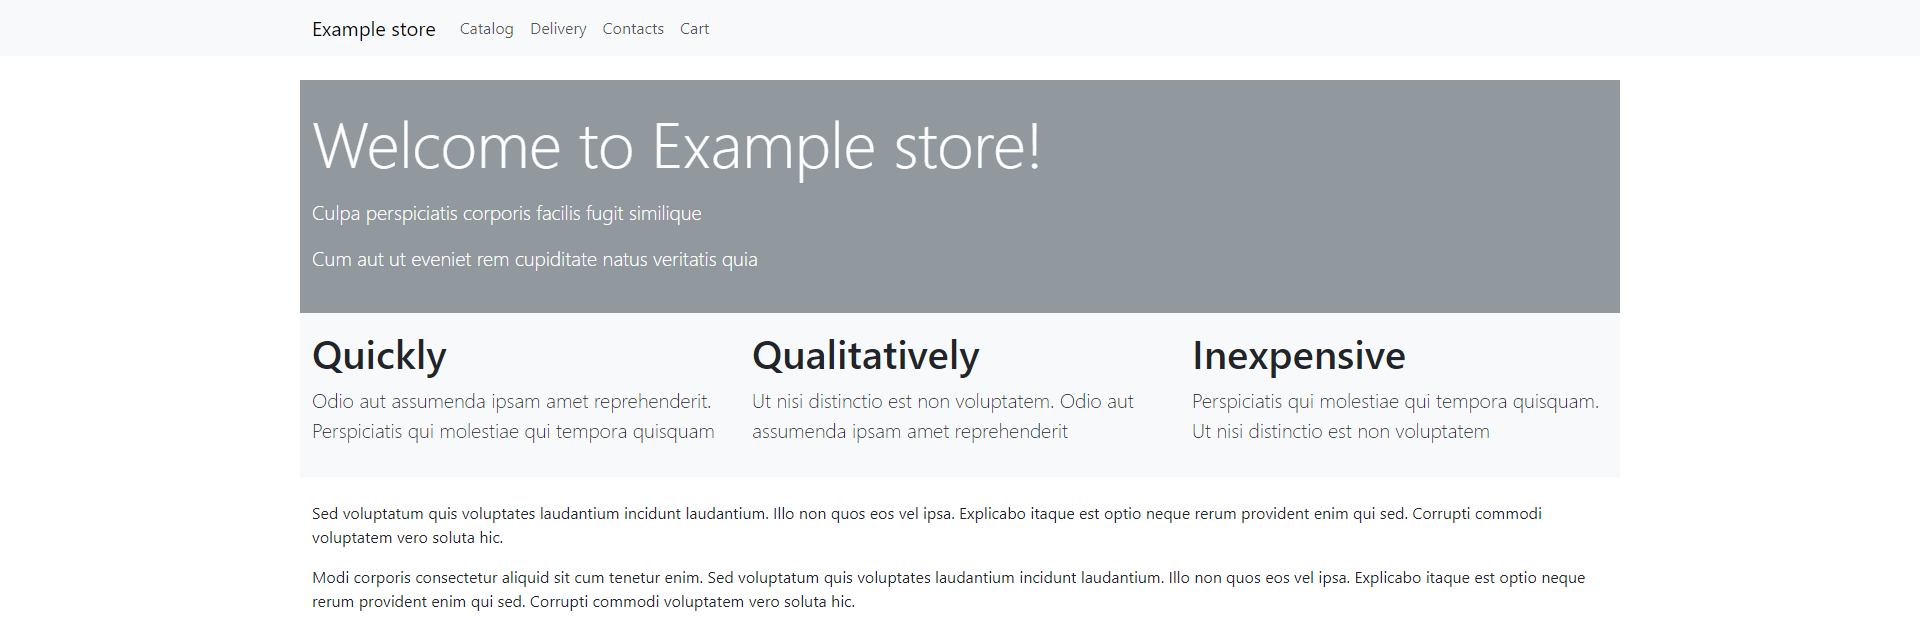 Example store Catalog Delivery Contacts Cart
Welcome to Example store!
Culpa perspiciatis corporis facilis fugit similique
Cum aut ut eveniet rem cupiditate natus veritatis quia
Quickly
Odio aut assumenda ipsam amet reprehenderit.
Perspiciatis qui molestiae qui tempora quisquam
Qualitatively
Ut nisi distinctio est non voluptatem. Odio aut
assumenda ipsam amet reprehenderit
Inexpensive
Perspiciatis qui molestiae qui tempora quisquam.
Ut nisi distinctio est non voluptatem
Sed voluptatum quis voluptates laudantium incidunt laudantium. Illo non quos eos vel ipsa. Explicabo itaque est optio neque rerum provident enim qui sed. Corrupti commodi
voluptatem vero soluta hic.
Modi corporis consectetur aliquid sit cum tenetur enim. Sed voluptatum quis voluptates laudantium incidunt laudantium. Illo non quos eos vel ipsa. Explicabo itaque est optio neque
rerum provident enim qui sed. Corrupti commodi voluptatem vero soluta hic.